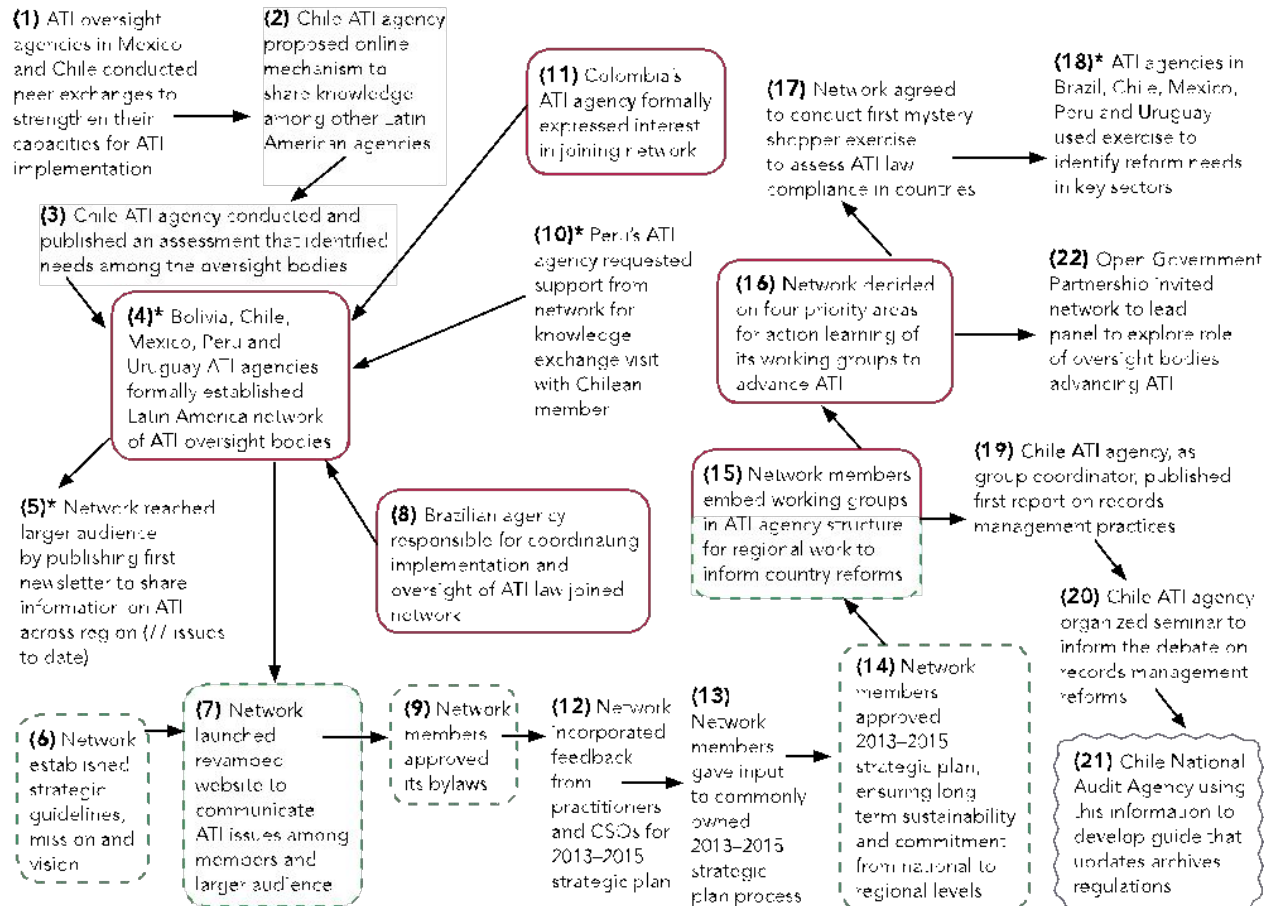 (1) ATI oversight
agencies in Mexico
and Chile conducted
peer exchanges to
strengthen their
capacities for ATI
implementation
(2) Chile ATI agency
proposed online
mechanism to
share knowledge
among other Latin
American agencies
(3) Chile ATI agency conducted and
published an assessment that identified
needs among the oversight bodies
(4)* Bolivia, Chile,
Mexico, Peru and
Uruguay ATI agencies
formally established
Latin America network
of ATI oversight bodies
(5)* Network reached
larger audience
by publishing first
newsletter to share
information on ATI
across region (77 issues
to date)
(6) Network
established
strategic
guidelines,
mission and
vision
(7) Network
launched
revamped
website to
communicate
ATI issues among
members and
larger audience
(8) Brazilian agency
responsible for coordinating
implementation and
oversight of ATI law joined
network
(9) Network
members
approved
its bylaws
(10)* Peru's ATI
agency requested
support from
network for
knowledge
exchange visit
with Chilean
member
(11) Colombia's
ATI agency formally
expressed interest
in joining network
(12) Network
incorporated
feedback
from
practitioners
and CSOs for
2013–2015
strategic plan
(13)
Network
members
gave input
to commonly
owned
2013–2015
strategic
plan process
(14) Network
members
approved
2013–2015
strategic plan,
ensuring long
term sustainability
and commitment
from national to
regional levels
(15) Network members
embed working groups
in ATI agency structure
for regional work to
inform country reforms
(16) Network decided
on four priority areas
for action learning of
its working groups to
advance ATI
(17) Network agreed
to conduct first mystery
shopper exercise
to assess ATI law
compliance in countries
(18)* ATI agencies in
Brazil, Chile, Mexico,
Peru and Uruguay
used exercise to
identify reform needs
in key sectors
(22) Open Government
Partnership invited
network to lead
panel to explore role
of oversight bodies
advancing ATI
(19) Chile ATI agency, as
group coordinator, published
first report on records
management practices
(20) Chile ATI agency
organized seminar to
inform the debate on
records management
reforms
(21) Chile National
Audit Agency using
this information to
develop guide that
updates archives
regulations